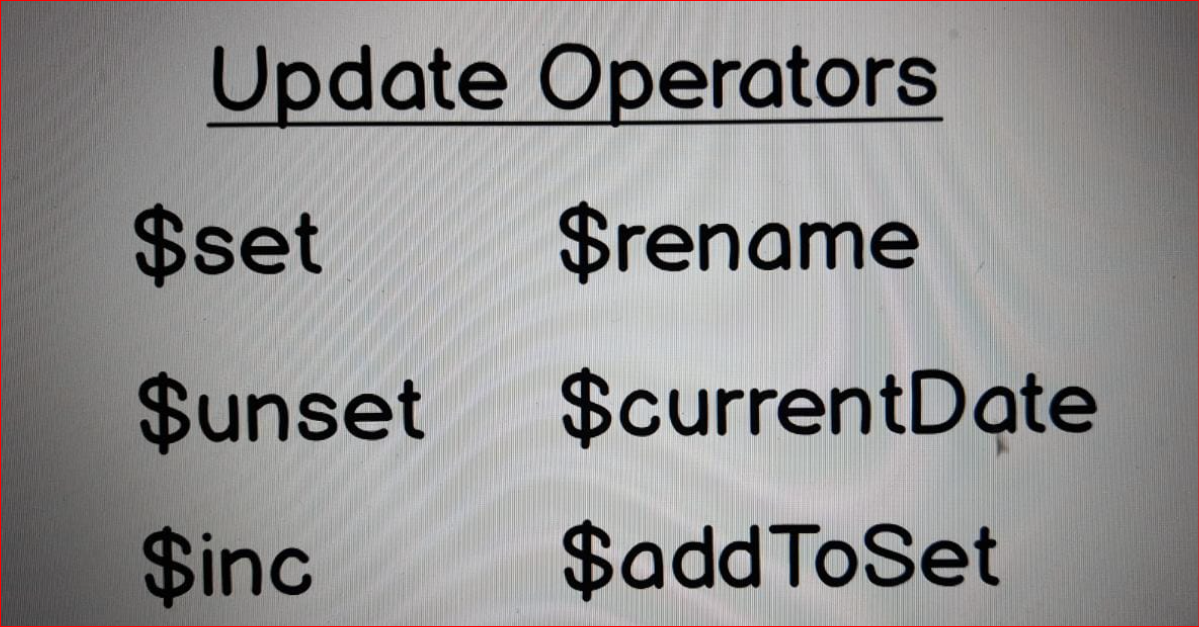 Update Operators
$set $rename
$unset $currentDate
$inc $addToSet